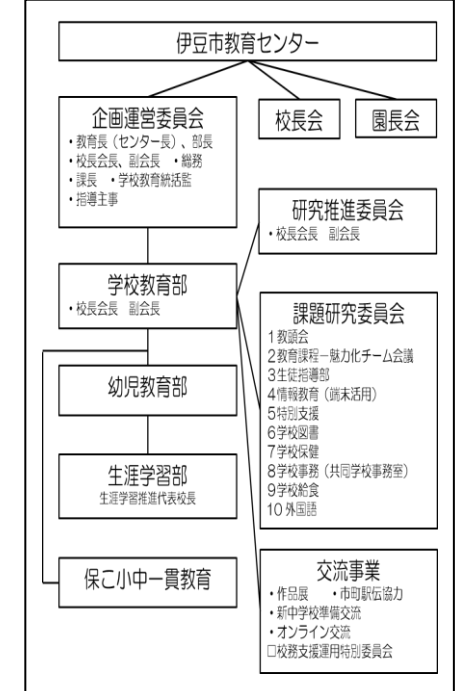 伊豆市教育センター
企画運営委員会
・教育長（センター長）、部長
・校長会長、副会長　・総務
・課長　・学校教育統括監
・指導主事
校長会
園長会
研究推進委員会
・校長会長　副会長
学校教育部
・校長会長　副会長
課題研究委員会
1教頭会
2教育課程－魅力化チーム会議
3生徒指導部
4情報教育（端末活用）
5特別支援
6学校図書
7学校保健
8学校事務（共同学校事務室）
9学校給食
10外国語
幼児教育部
生涯学習部
生涯学習推進代表校長
保こ小中一貫教育
交流事業
・作品展　・市町駅伝協力
・新中学校準備交流
・オンライン交流
□校務支援運用特別委員会